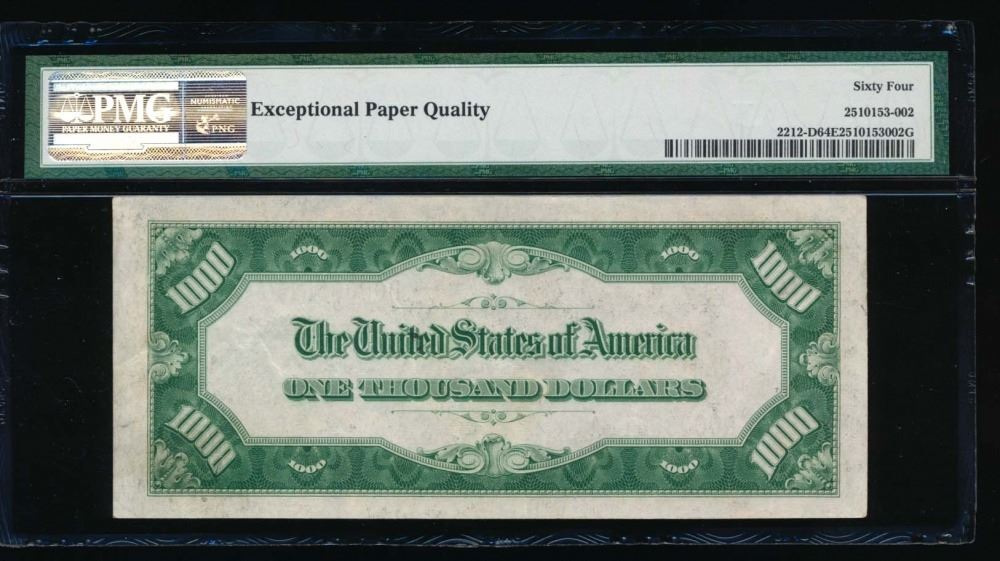 PMG
PAPER MONEY GUARANTY
NUMISMATIC
PNG
Exceptional Paper Quality
Sixty Four
2510153-002
2212-D64E2510153002G
1000
1000
1000
1000
The United States of America
ONE THOUSAND DOLLARS
1000
1000
1000
1000